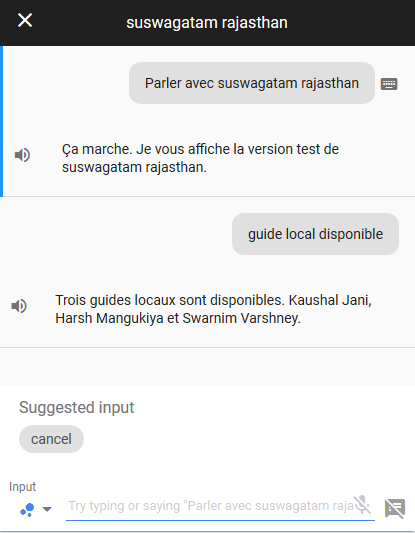 suswagatam rajasthan
Parler avec suswagatam rajasthan
Ça marche. Je vous affiche la version test de
suswagatam rajasthan.
guide local disponible
Trois guides locaux sont disponibles. Kaushal Jani,
Harsh Mangukiya et Swarnim Varshney.
Suggested input
cancel
Input
Try typing or saying "Parler avec suswagatam raja